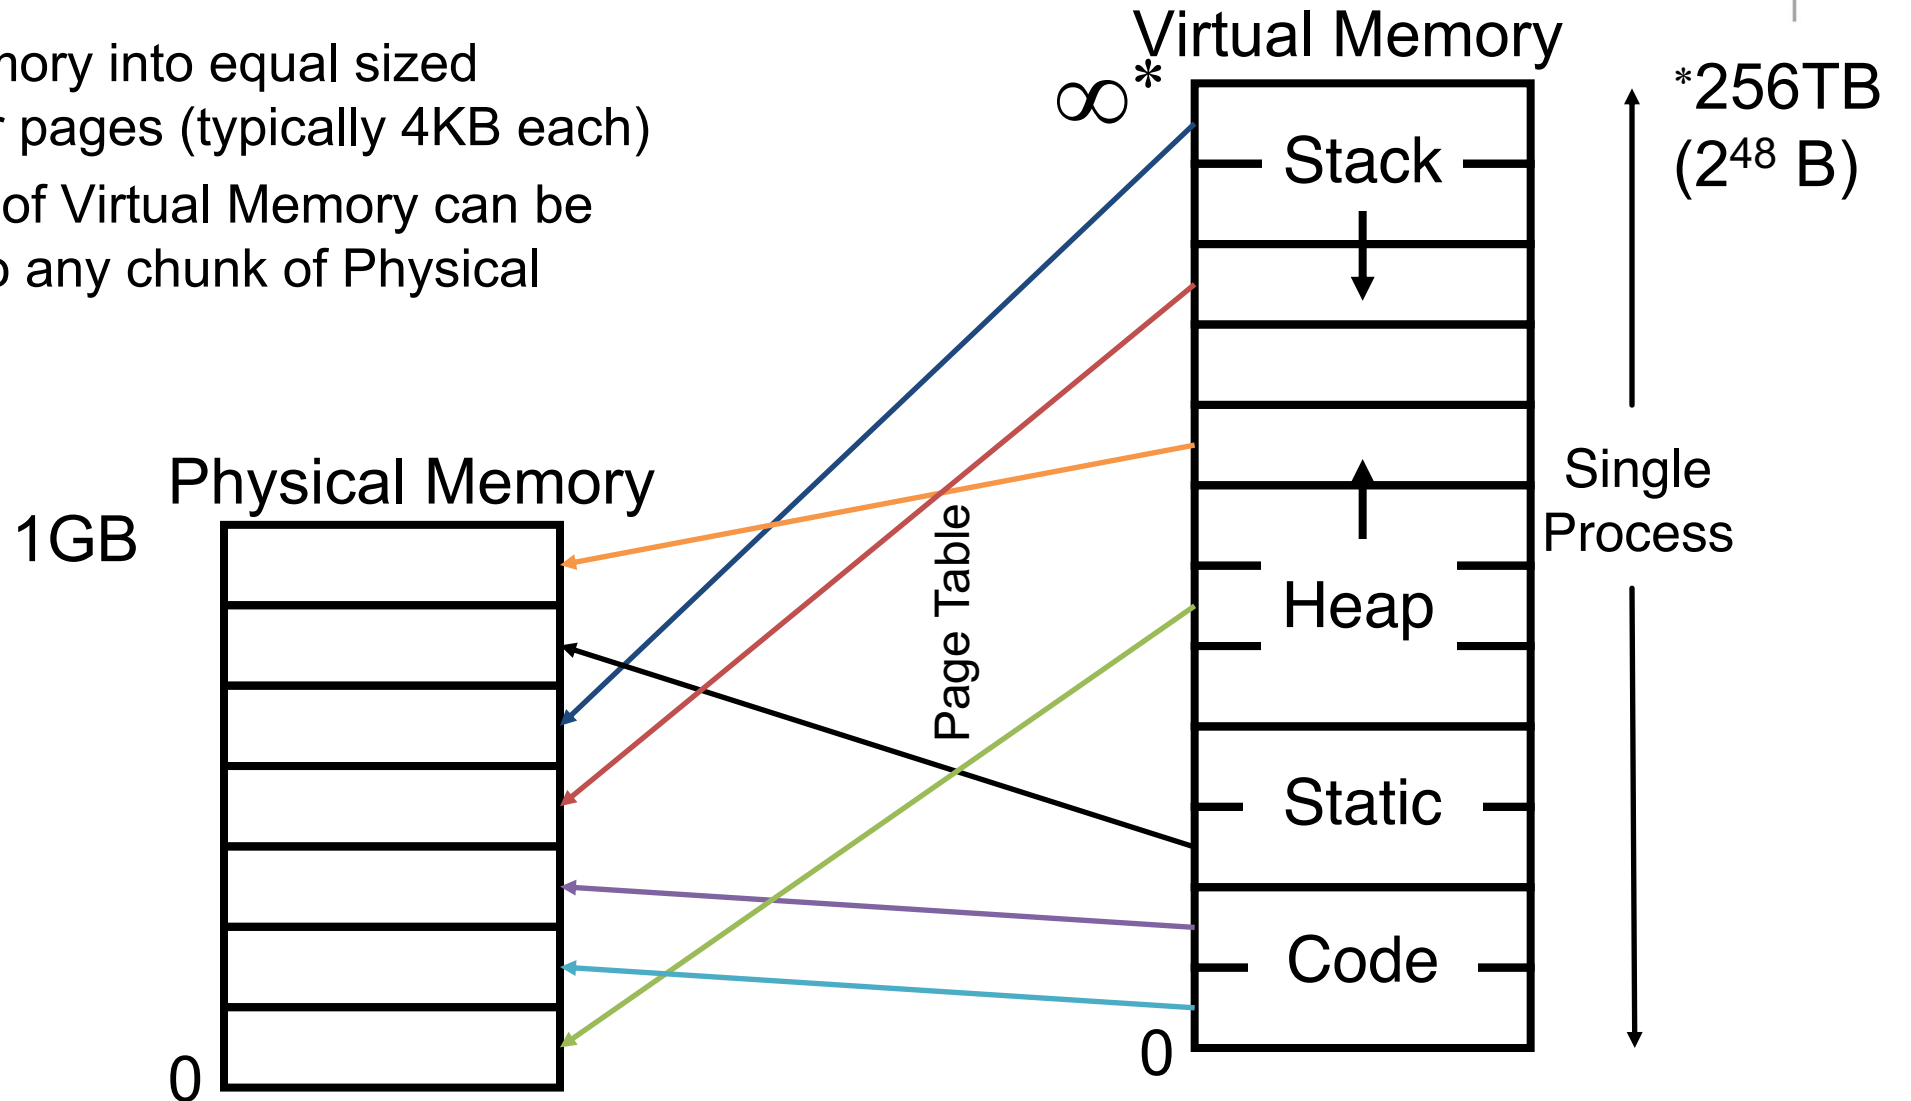 mory into equal sized
r pages (typically 4KB each)
of Virtual Memory can be
o any chunk of Physical
Virtual Memory
∞*
*256TB
(2⁴⁸ B)
Stack
Single
Process
Physical Memory
1GB
Page Table
Heap
Static
Code
0
0